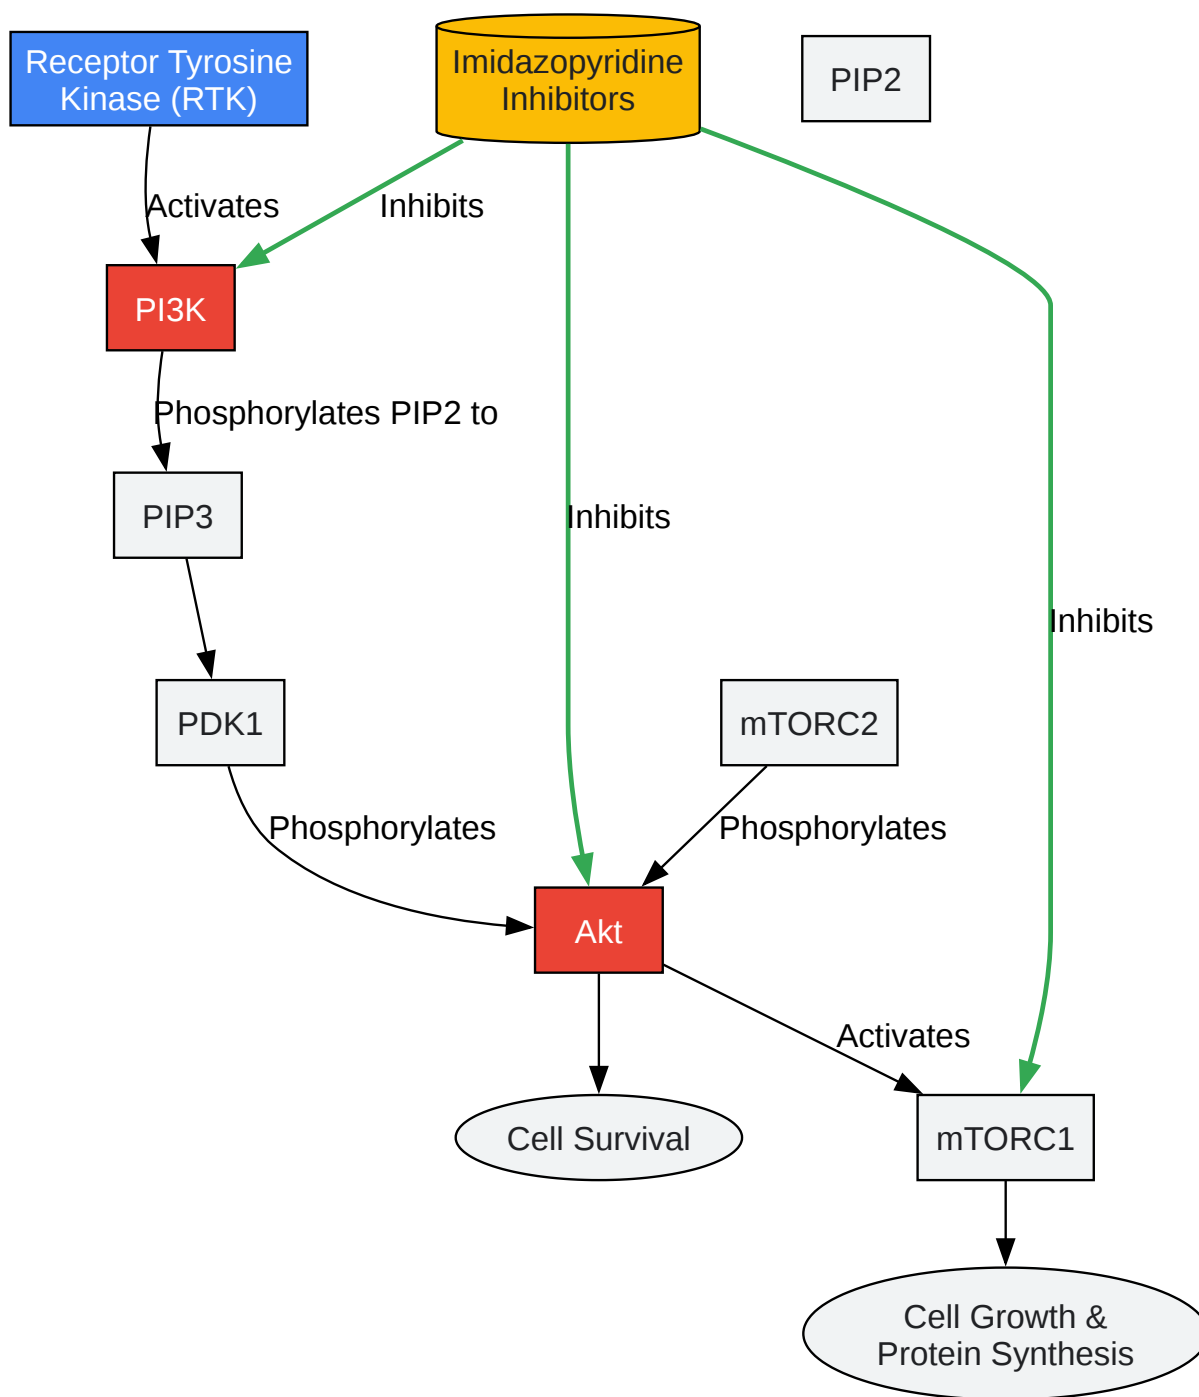 Receptor Tyrosine
Kinase (RTK)
Imidazopyridine
Inhibitors
PIP2
Activates
Inhibits
PI3K
Phosphorylates PIP2 to
PIP3
Inhibits
Inhibits
PDK1
mTORC2
Phosphorylates
Phosphorylates
Akt
Activates
Cell Survival
mTORC1
Cell Growth &
Protein Synthesis